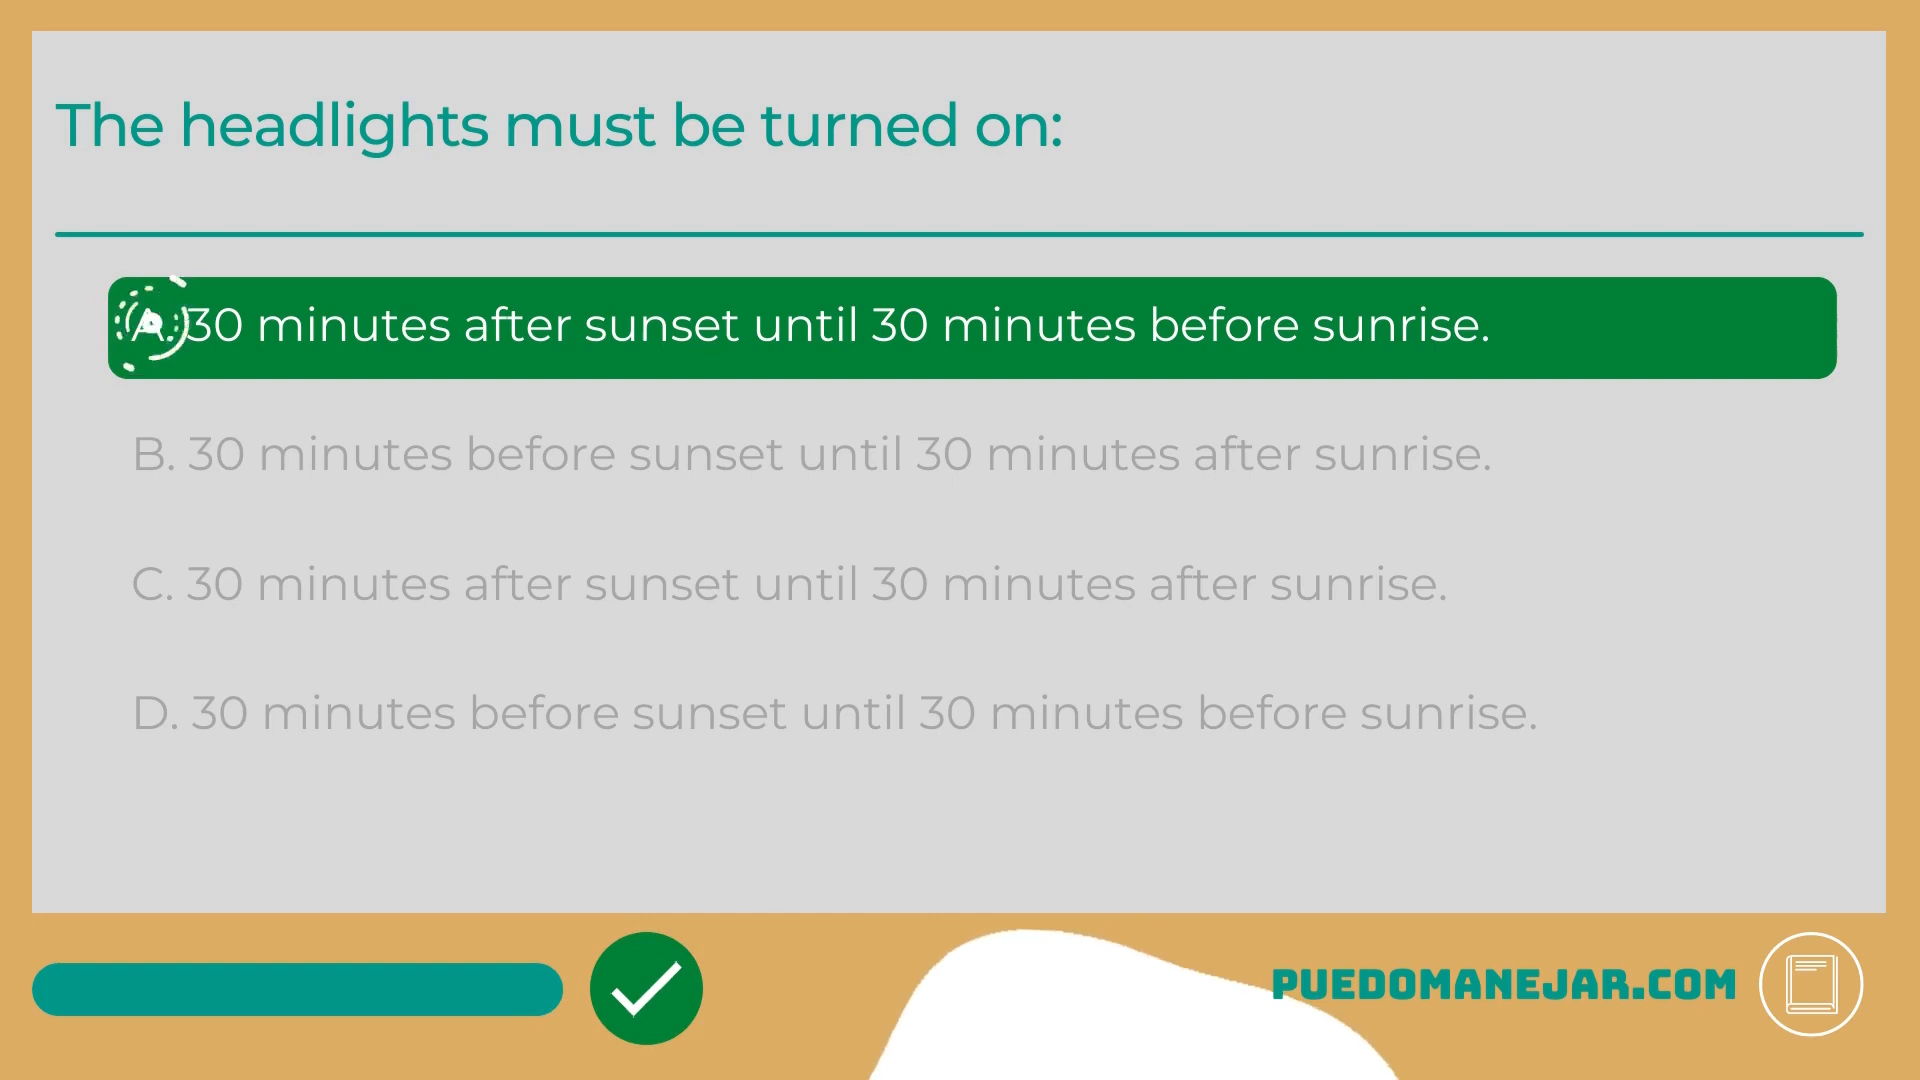 The headlights must be turned on:
A. 30 minutes after sunset until 30 minutes before sunrise.
B. 30 minutes before sunset until 30 minutes after sunrise.
C. 30 minutes after sunset until 30 minutes after sunrise.
D. 30 minutes before sunset until 30 minutes before sunrise.
PUEDOMANEJAR.COM